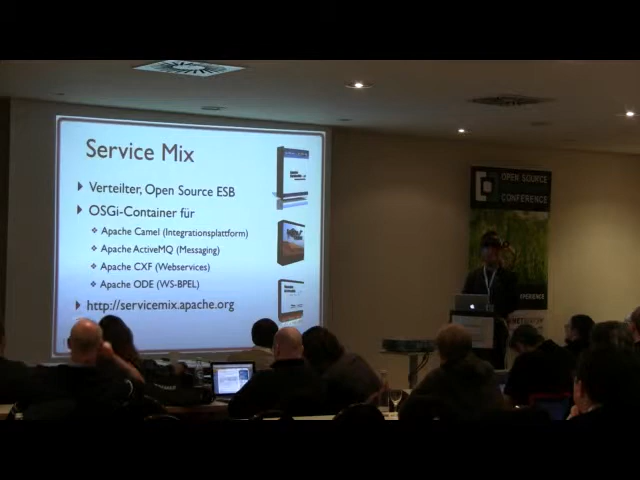 Service Mix
Verteilter, Open Source ESB
OSGi-Container für
Apache Camel (Integrationsplattform)
Apache ActiveMQ (Messaging)
Apache CXF (Webservices)
Apache ODE (WS-BPEL)
http://servicemix.apache.org
OPEN SOURCE
CONFERENCE